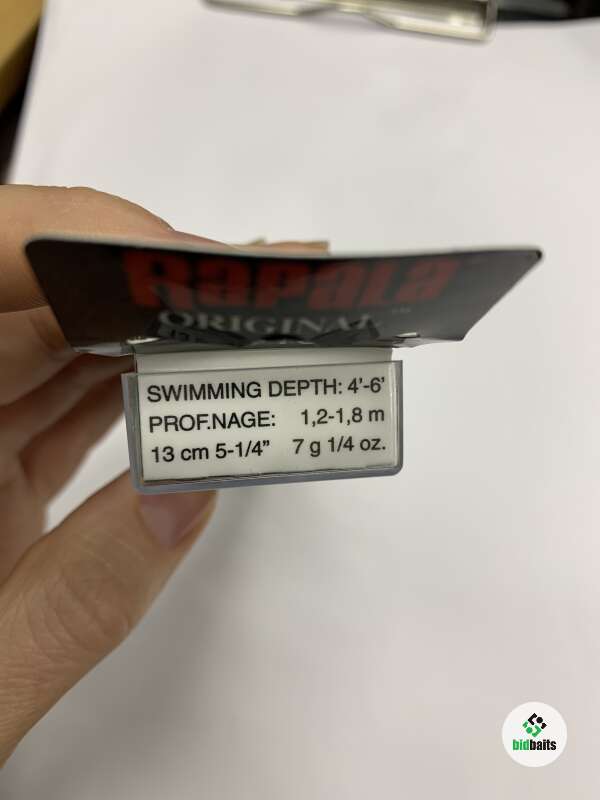 Rapala
ORIGINAL™
SWIMMING DEPTH: 4'-6'
PROF.NAGE: 1,2-1,8 m
13 cm 5-1/4" 7 g 1/4 oz.
bidbaits